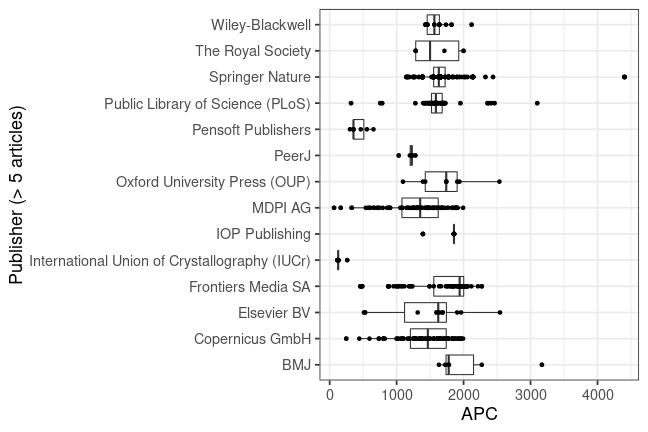 Publisher (> 5 articles)
Wiley-Blackwell
The Royal Society
Springer Nature
Public Library of Science (PLoS)
Pensoft Publishers
PeerJ
Oxford University Press (OUP)
MDPI AG
IOP Publishing
International Union of Crystallography (IUCr)
Frontiers Media SA
Elsevier BV
Copernicus GmbH
BMJ
0 1000 2000 3000 4000
APC